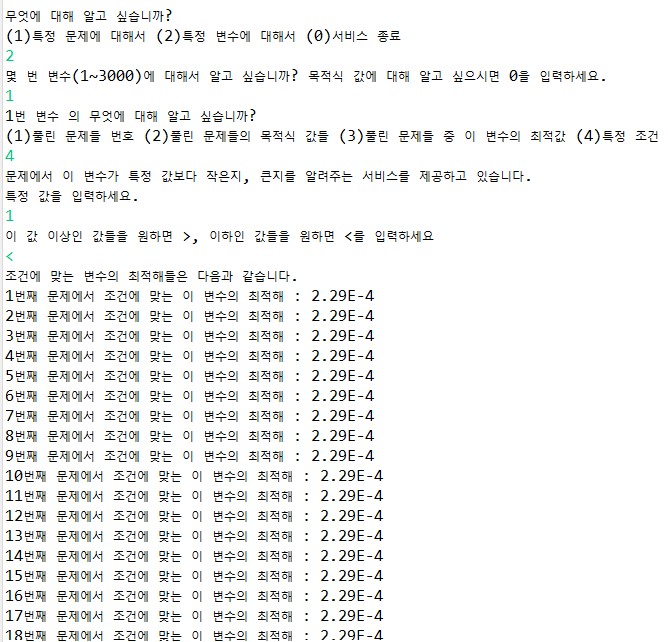 무엇에 대해 알고 싶습니까?
(1)특정 문제에 대해서 (2)특정 변수에 대해서 (0)서비스 종료
2
몇 번 변수(1~3000)에 대해서 알고 싶습니까? 목적식 값에 대해 알고 싶으시면 0을 입력하세요.
1
1번 변수 의 무엇에 대해 알고 싶습니까?
(1)풀린 문제들 번호 (2)풀린 문제들의 목적식 값들 (3)풀린 문제들 중 이 변수의 최적값 (4)특정 조건
4
문제에서 이 변수가 특정 값보다 작은지, 큰지를 알려주는 서비스를 제공하고 있습니다.
특정 값을 입력하세요.
1
이 값 이상인 값들을 원하면 >, 이하인 값들을 원하면 <를 입력하세요
<
조건에 맞는 변수의 최적해들은 다음과 같습니다.
1번째 문제에서 조건에 맞는 이 변수의 최적해 : 2.29E-4
2번째 문제에서 조건에 맞는 이 변수의 최적해 : 2.29E-4
3번째 문제에서 조건에 맞는 이 변수의 최적해 : 2.29E-4
4번째 문제에서 조건에 맞는 이 변수의 최적해 : 2.29E-4
5번째 문제에서 조건에 맞는 이 변수의 최적해 : 2.29E-4
6번째 문제에서 조건에 맞는 이 변수의 최적해 : 2.29E-4
7번째 문제에서 조건에 맞는 이 변수의 최적해 : 2.29E-4
8번째 문제에서 조건에 맞는 이 변수의 최적해 : 2.29E-4
9번째 문제에서 조건에 맞는 이 변수의 최적해 : 2.29E-4
10번째 문제에서 조건에 맞는 이 변수의 최적해 : 2.29E-4
11번째 문제에서 조건에 맞는 이 변수의 최적해 : 2.29E-4
12번째 문제에서 조건에 맞는 이 변수의 최적해 : 2.29E-4
13번째 문제에서 조건에 맞는 이 변수의 최적해 : 2.29E-4
14번째 문제에서 조건에 맞는 이 변수의 최적해 : 2.29E-4
15번째 문제에서 조건에 맞는 이 변수의 최적해 : 2.29E-4
16번째 문제에서 조건에 맞는 이 변수의 최적해 : 2.29E-4
17번째 문제에서 조건에 맞는 이 변수의 최적해 : 2.29E-4
18번째 문제에서 조건에 맞는 이 변수의 최적해 : 2.29E-4